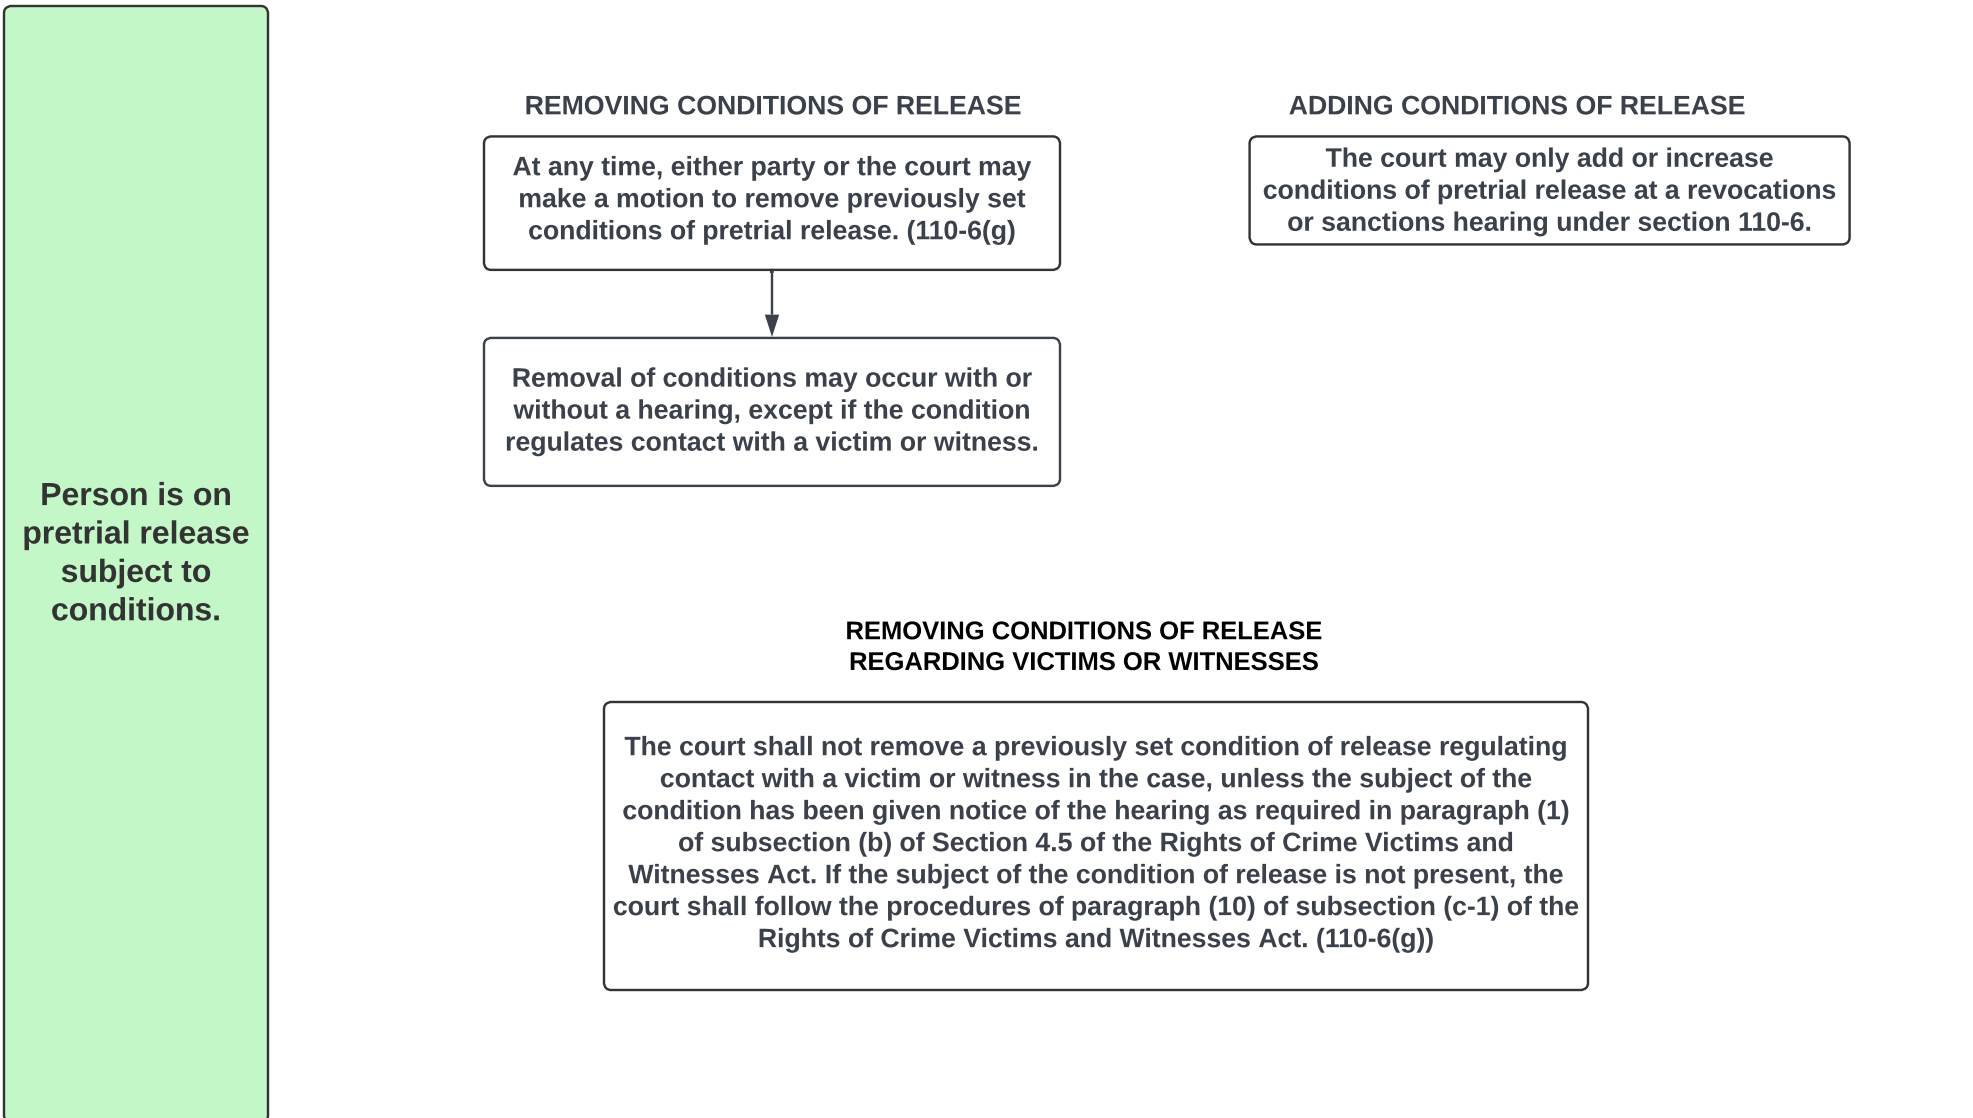 Person is on
pretrial release
subject to
conditions.
REMOVING CONDITIONS OF RELEASE
At any time, either party or the court may
make a motion to remove previously set
conditions of pretrial release. (110-6(g)
Removal of conditions may occur with or
without a hearing, except if the condition
regulates contact with a victim or witness.
ADDING CONDITIONS OF RELEASE
The court may only add or increase
conditions of pretrial release at a revocations
or sanctions hearing under section 110-6.
REMOVING CONDITIONS OF RELEASE
REGARDING VICTIMS OR WITNESSES
The court shall not remove a previously set condition of release regulating
contact with a victim or witness in the case, unless the subject of the
condition has been given notice of the hearing as required in paragraph (1)
of subsection (b) of Section 4.5 of the Rights of Crime Victims and
Witnesses Act. If the subject of the condition of release is not present, the
court shall follow the procedures of paragraph (10) of subsection (c-1) of the
Rights of Crime Victims and Witnesses Act. (110-6(g))